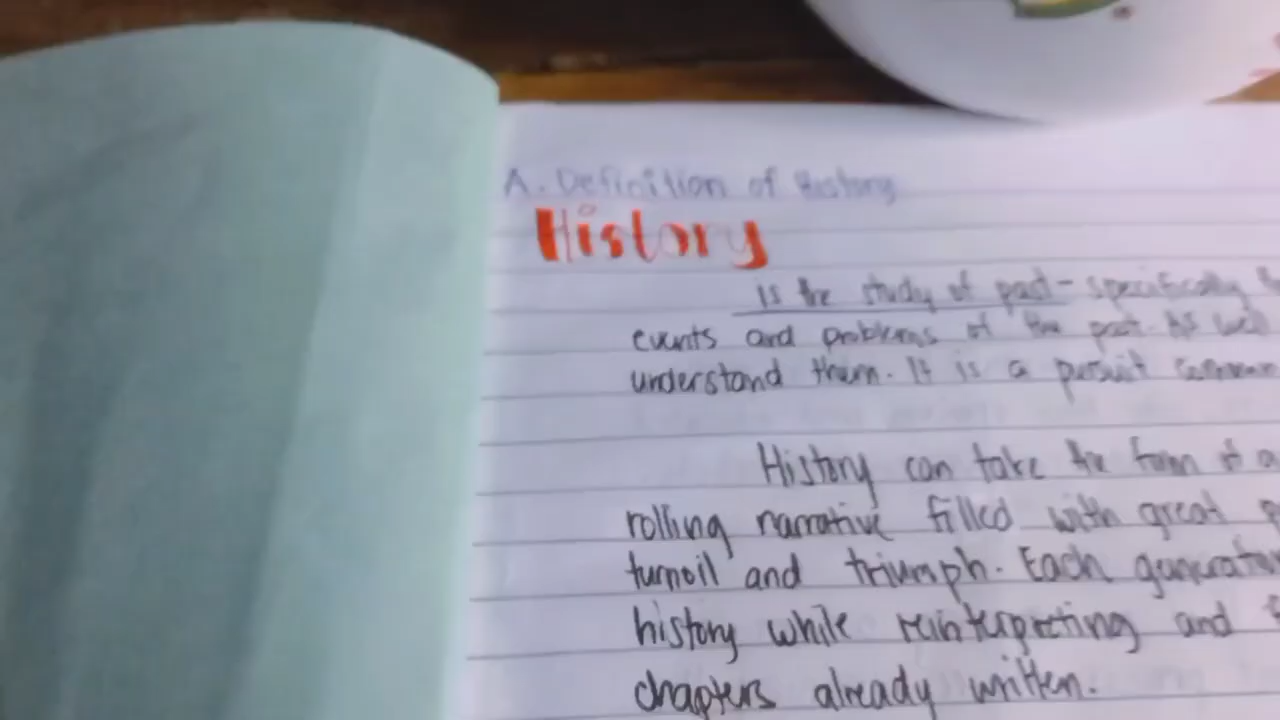 A. Definition of History
History
is the study of past - specifically
events and problems of the past. As well
understand them. It is a pursuit common
History can take the form of a
rolling narrative filled with great
turmoil and triumph. Each generation
history while reinterpreting and
chapters already written.